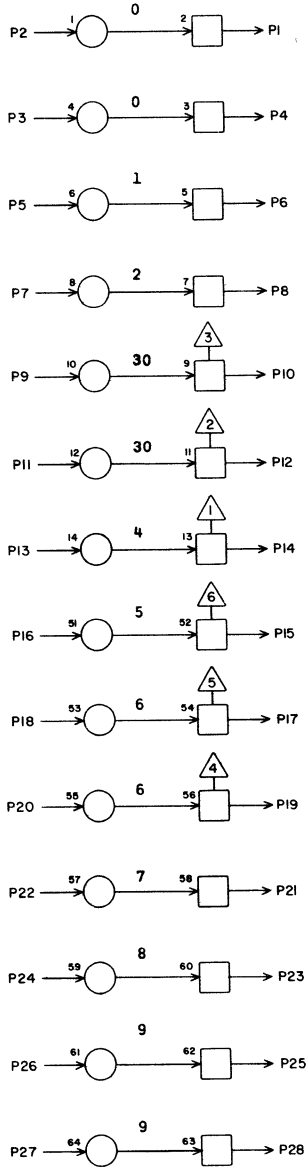 0
P2 1 2 P1
0
P3 4 3 P4
1
P5 6 5 P6
2
P7 8 7 P8
3
30
P9 10 9 P10
2
30
P11 12 11 P12
1
4
P13 14 13 P14
6
5
P16 51 52 P15
5
6
P18 53 54 P17
4
6
P20 55 56 P19
7
P22 57 58 P21
8
P24 59 60 P23
9
P26 61 62 P25
9
P27 64 63 P28